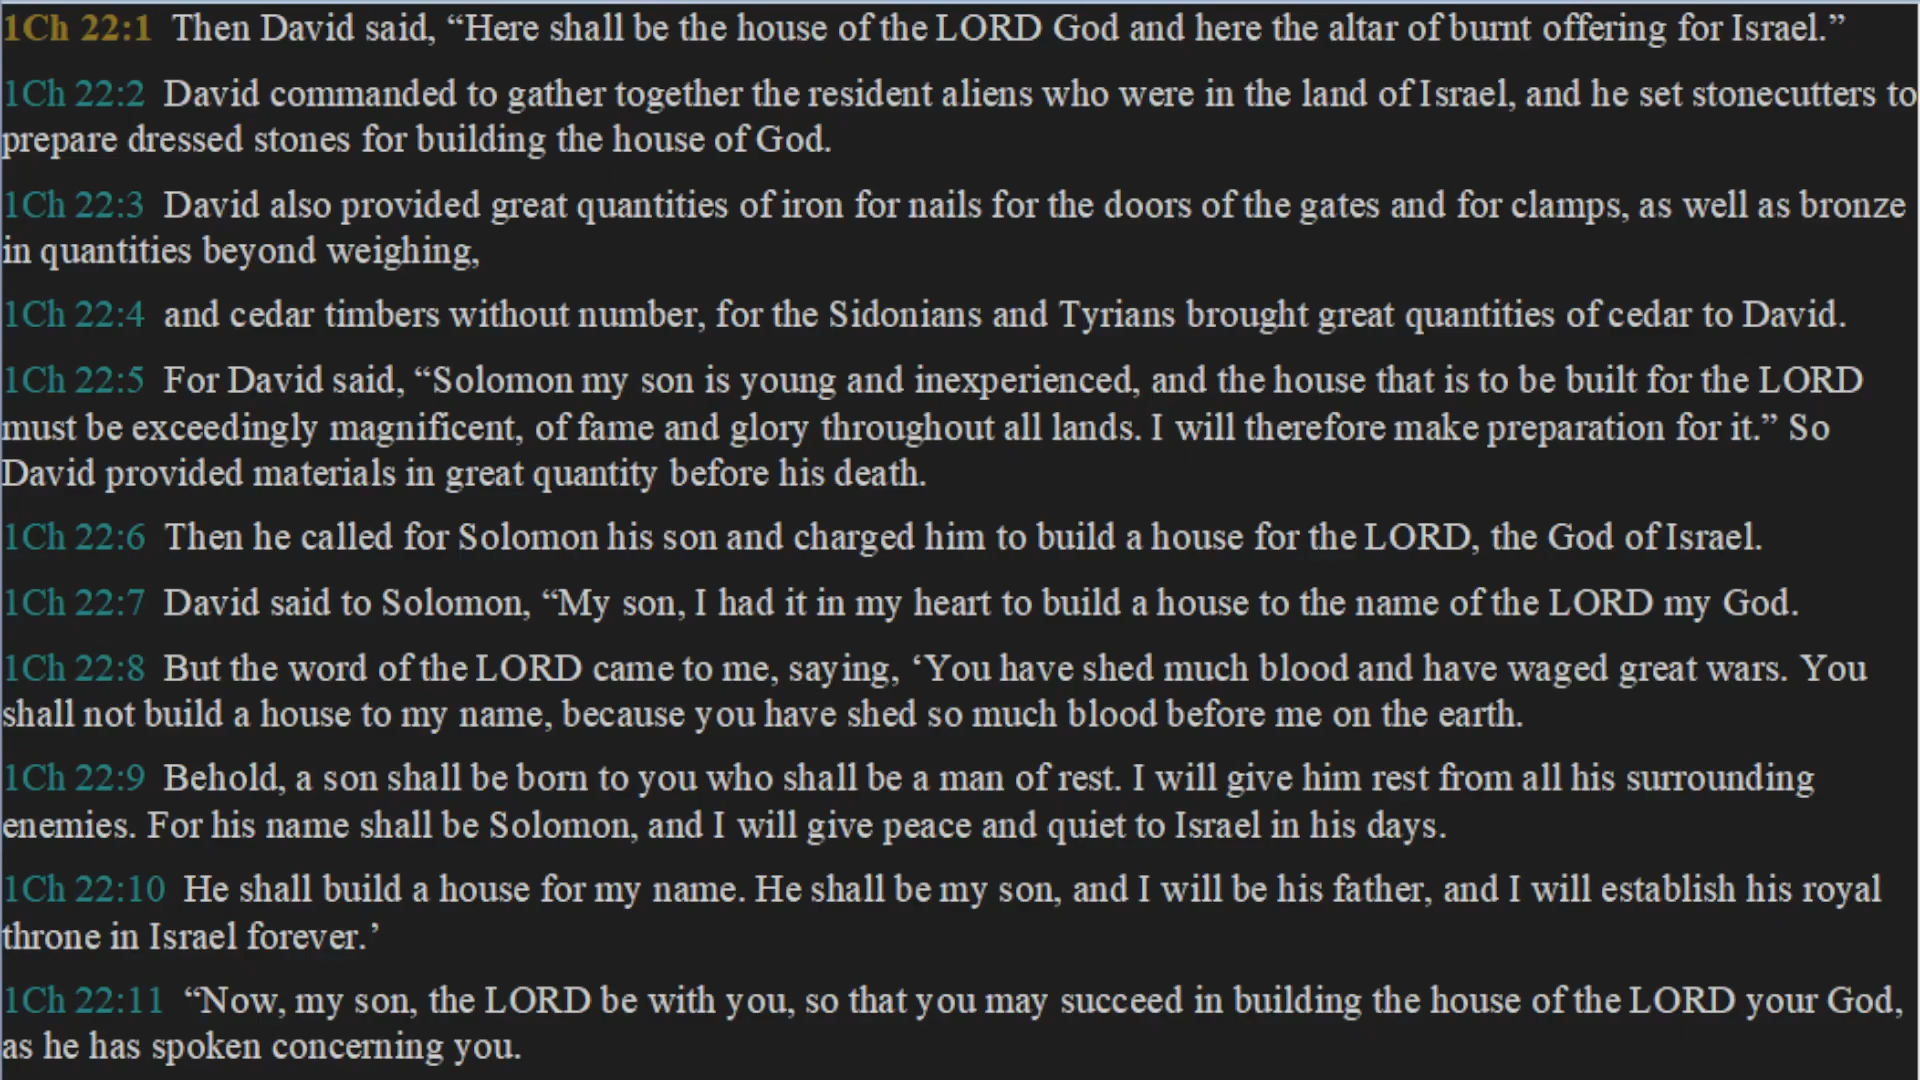 1Ch 22:1 Then David said, “Here shall be the house of the LORD God and here the altar of burnt offering for Israel.”
1Ch 22:2 David commanded to gather together the resident aliens who were in the land of Israel, and he set stonecutters to
prepare dressed stones for building the house of God.
1Ch 22:3 David also provided great quantities of iron for nails for the doors of the gates and for clamps, as well as bronze
in quantities beyond weighing,
1Ch 22:4 and cedar timbers without number, for the Sidonians and Tyrians brought great quantities of cedar to David.
1Ch 22:5 For David said, “Solomon my son is young and inexperienced, and the house that is to be built for the LORD
must be exceedingly magnificent, of fame and glory throughout all lands. I will therefore make preparation for it.” So
David provided materials in great quantity before his death.
1Ch 22:6 Then he called for Solomon his son and charged him to build a house for the LORD, the God of Israel.
1Ch 22:7 David said to Solomon, “My son, I had it in my heart to build a house to the name of the LORD my God.
1Ch 22:8 But the word of the LORD came to me, saying, ‘You have shed much blood and have waged great wars. You
shall not build a house to my name, because you have shed so much blood before me on the earth.
1Ch 22:9 Behold, a son shall be born to you who shall be a man of rest. I will give him rest from all his surrounding
enemies. For his name shall be Solomon, and I will give peace and quiet to Israel in his days.
1Ch 22:10 He shall build a house for my name. He shall be my son, and I will be his father, and I will establish his royal
throne in Israel forever.’
1Ch 22:11 “Now, my son, the LORD be with you, so that you may succeed in building the house of the LORD your God,
as he has spoken concerning you.